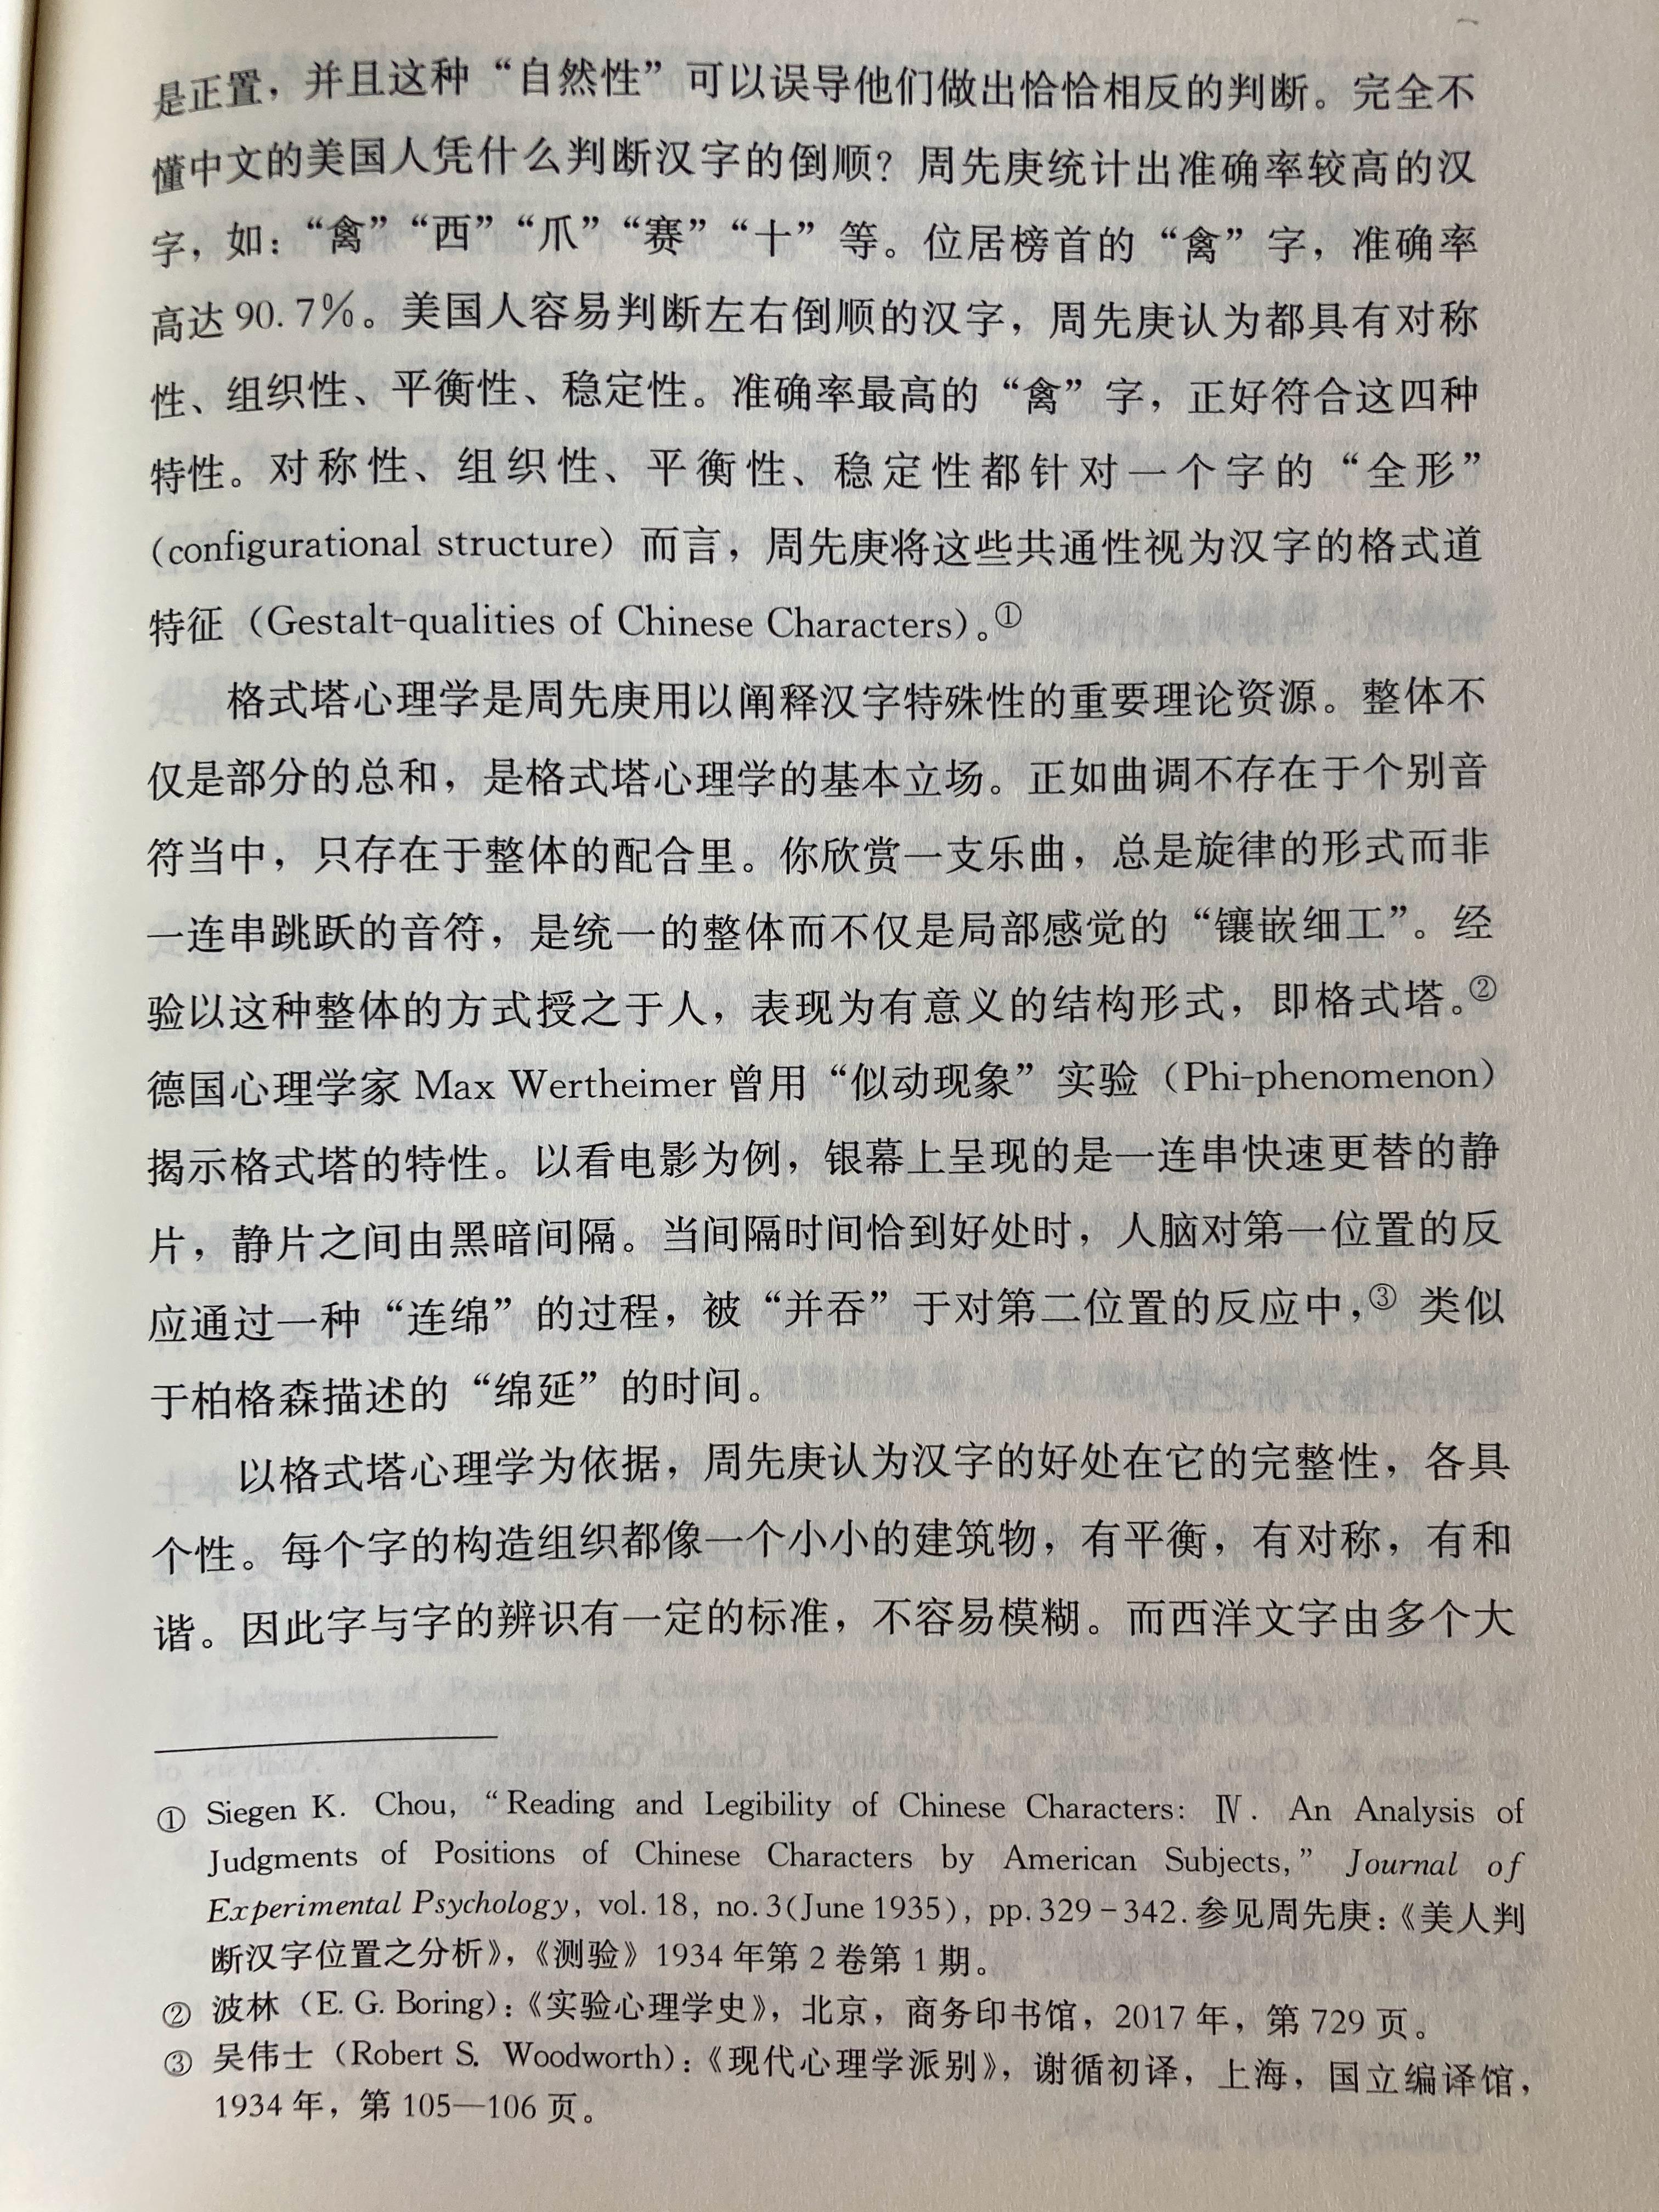 是正置，并且这种“自然性”可以误导他们做出恰恰相反的判断。完全不
懂中文的美国人凭什么判断汉字的倒顺？周先庚统计出准确率较高的汉
字，如：“禽”“西”“爪”“赛”“十”等。位居榜首的“禽”字，准确率
高达90.7%。美国人容易判断左右倒顺的汉字，周先庚认为都具有对称
性、组织性、平衡性、稳定性。准确率最高的“禽”字，正好符合这四种
特性。对称性、组织性、平衡性、稳定性都针对一个字的“全形”
(configurational structure) 而言，周先庚将这些共通性视为汉字的格式道
特征 (Gestalt-qualities of Chinese Characters)。①
格式塔心理学是周先庚用以阐释汉字特殊性的重要理论资源。整体不
仅是部分的总和，是格式塔心理学的基本立场。正如曲调不存在于个别音
符当中，只存在于整体的配合里。你欣赏一支乐曲，总是旋律的形式而非
一连串跳跃的音符，是统一的整体而不仅是局部感觉的“镶嵌细工”。经
验以这种整体的方式授之于人，表现为有意义的结构形式，即格式塔。②
德国心理学家 Max Wertheimer 曾用“似动现象”实验 (Phi-phenomenon)
揭示格式塔的特性。以看电影为例，银幕上呈现的是一连串快速更替的静
片，静片之间由黑暗间隔。当间隔时间恰到好处时，人脑对第一位置的反
应通过一种“连绵”的过程，被“并吞”于对第二位置的反应中，③ 类似
于柏格森描述的“绵延”的时间。
以格式塔心理学为依据，周先庚认为汉字的好处在它的完整性，各具
个性。每个字的构造组织都像一个小小的建筑物，有平衡，有对称，有和
谐。因此字与字的辨识有一定的标准，不容易模糊。而西洋文字由多个大
① Siegen K. Chou, “Reading and Legibility of Chinese Characters: Ⅳ. An Analysis of
Judgments of Positions of Chinese Characters by American Subjects,” Journal of
Experimental Psychology, vol. 18, no. 3(June 1935), pp. 329-342. 参见周先庚：《美人判
断汉字位置之分析》，《测验》1934年第2卷第1期。
② 波林 (E. G. Boring)：《实验心理学史》，北京，商务印书馆，2017年，第729页。
③ 吴伟士 (Robert S. Woodworth)：《现代心理学派别》，谢循初译，上海，国立编译馆，
1934年，第105—106页。